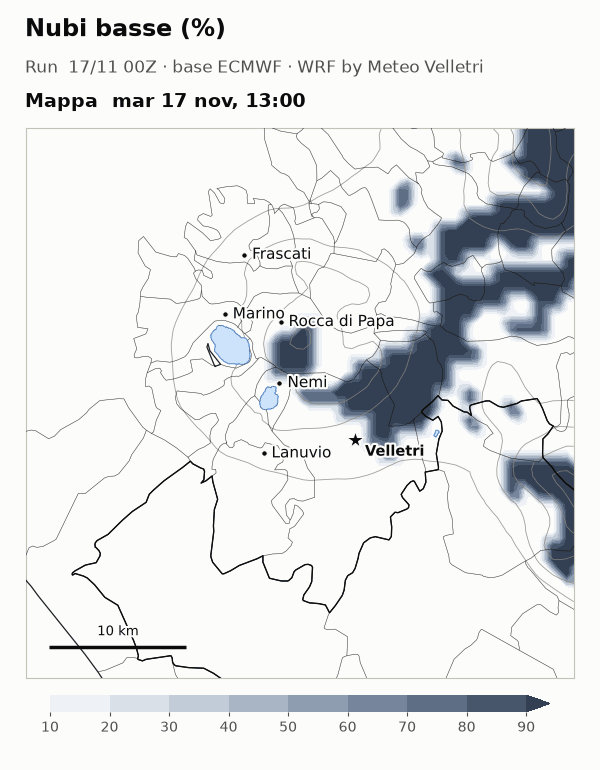 Nubi basse (%)
Run  17/11 00Z · base ECMWF · WRF by Meteo Velletri
Mappa  mar 17 nov, 13:00
Frascati
Marino
Rocca di Papa
Nemi
Velletri
Lanuvio
10 km
10 20 30 40 50 60 70 80 90